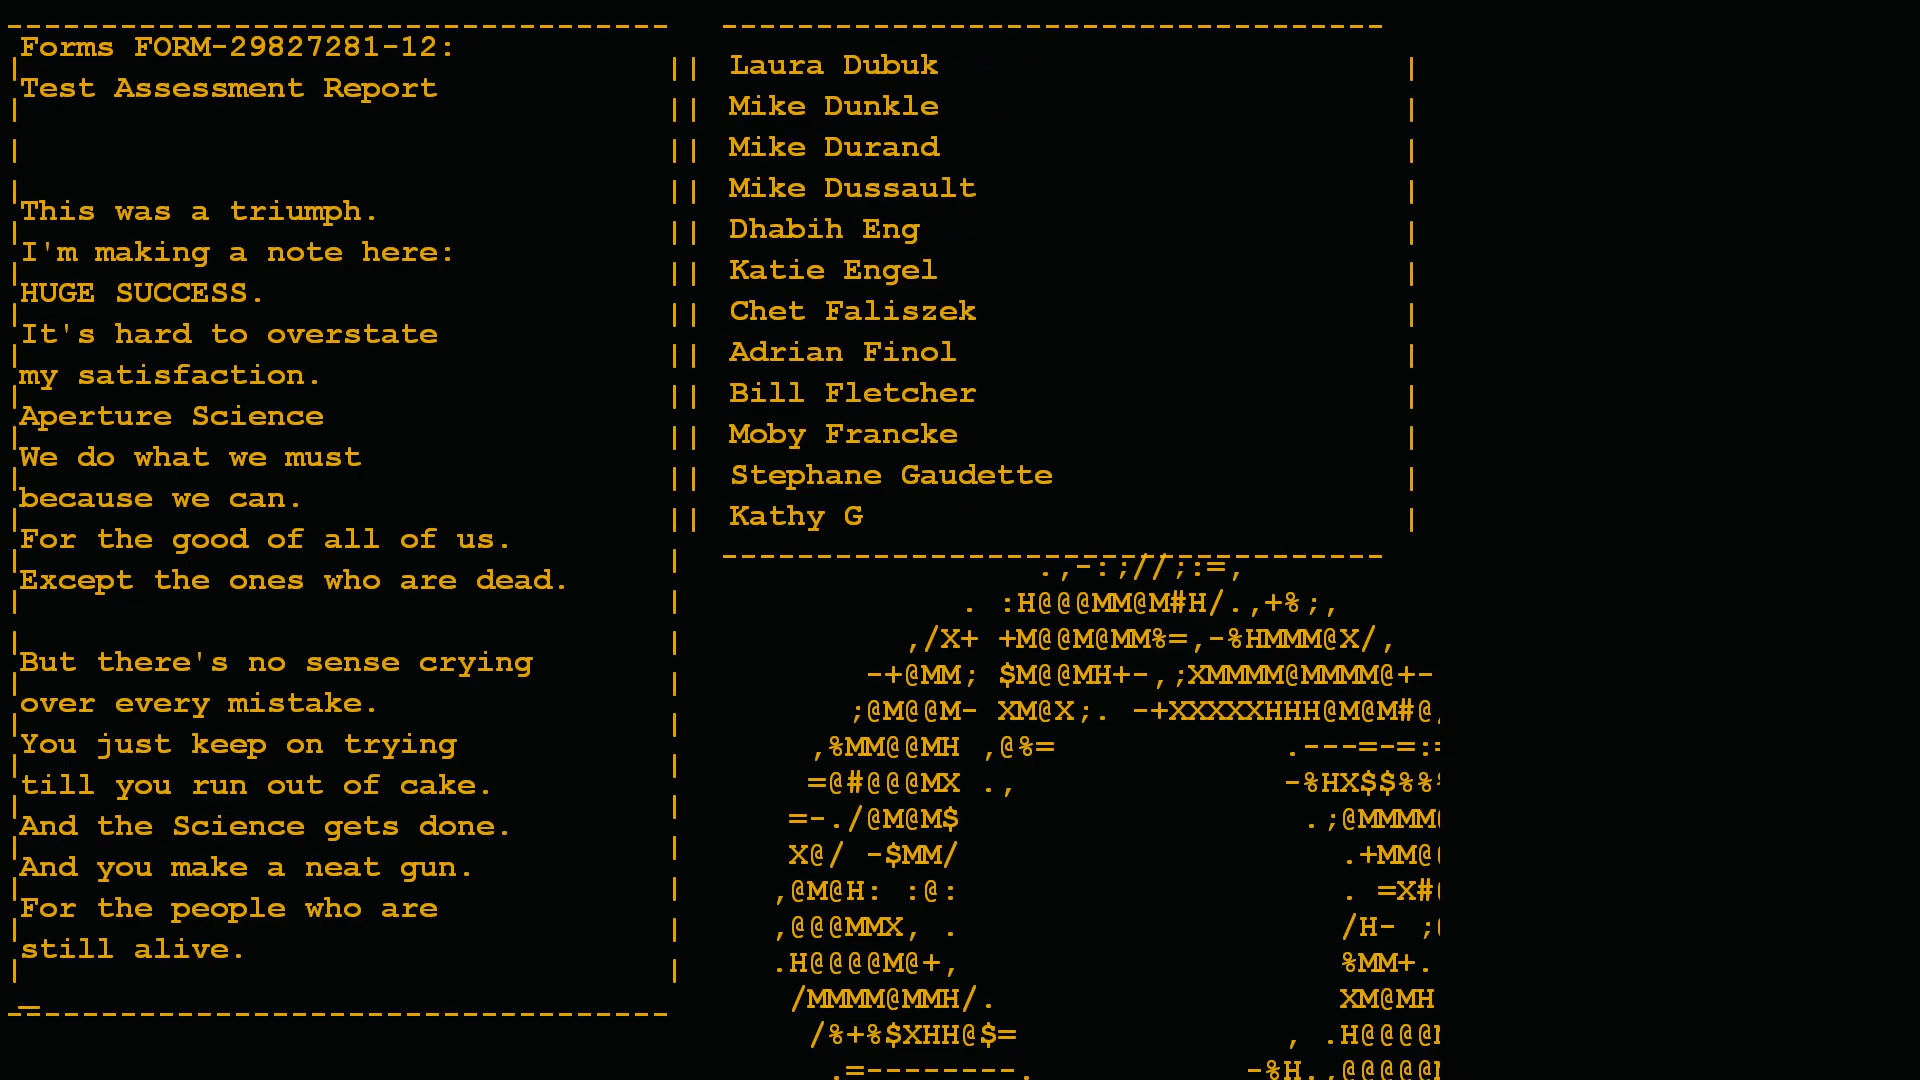 Forms FORM-29827281-12:
Test Assessment Report
This was a triumph.
I'm making a note here:
HUGE SUCCESS.
It's hard to overstate
my satisfaction.
Aperture Science
We do what we must
because we can.
For the good of all of us.
Except the ones who are dead.
But there's no sense crying
over every mistake.
You just keep on trying
till you run out of cake.
And the Science gets done.
And you make a neat gun.
For the people who are
still alive.
Laura Dubuk
Mike Dunkle
Mike Durand
Mike Dussault
Dhabih Eng
Katie Engel
Chet Faliszek
Adrian Finol
Bill Fletcher
Moby Francke
Stephane Gaudette
Kathy G